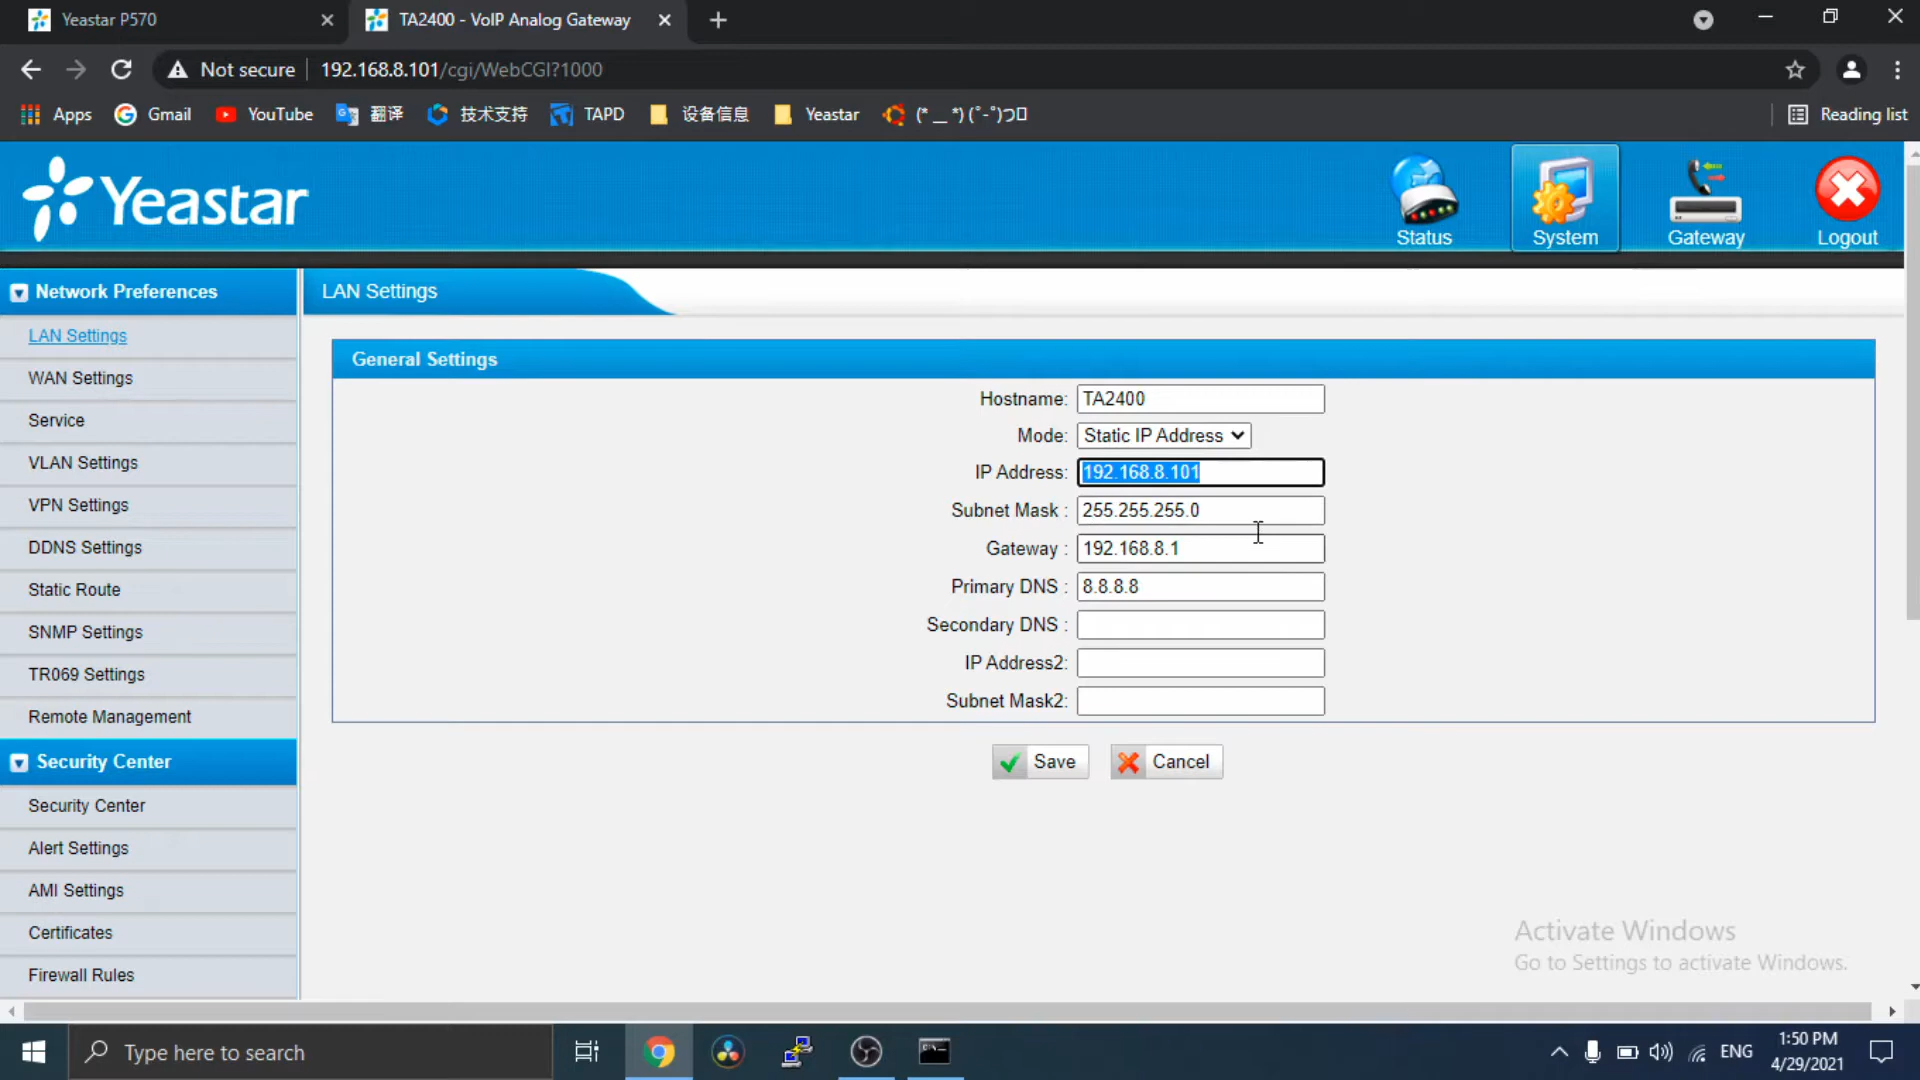 Yeastar P570
TA2400 - VoIP Analog Gateway
Not secure
192.168.8.101/cgi/WebCGI?1000
Apps
Gmail
YouTube
翻译
技术支持
TAPD
设备信息
Yeastar
Reading list
Yeastar
Status
System
Gateway
Logout
Network Preferences
LAN Settings
WAN Settings
Service
VLAN Settings
VPN Settings
DDNS Settings
Static Route
SNMP Settings
TR069 Settings
Remote Management
Security Center
Security Center
Alert Settings
AMI Settings
Certificates
Firewall Rules
LAN Settings
General Settings
Hostname: TA2400
Mode: Static IP Address
IP Address: 192.168.8.101
Subnet Mask : 255.255.255.0
Gateway : 192.168.8.1
Primary DNS : 8.8.8.8
Secondary DNS :
IP Address2:
Subnet Mask2:
Save
Cancel
Activate Windows
Go to Settings to activate Windows.
Type here to search
ENG
1:50 PM
4/29/2021